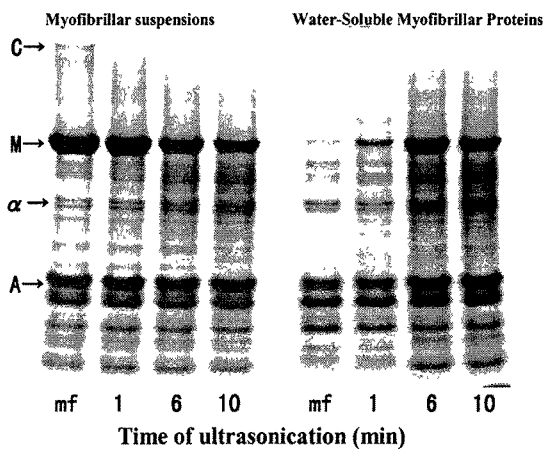 Myofibrillar suspensions Water-Soluble Myofibrillar Proteins
C→
M→
α→
A→
mf 1 6 10 mf 1 6 10
Time of ultrasonication (min)